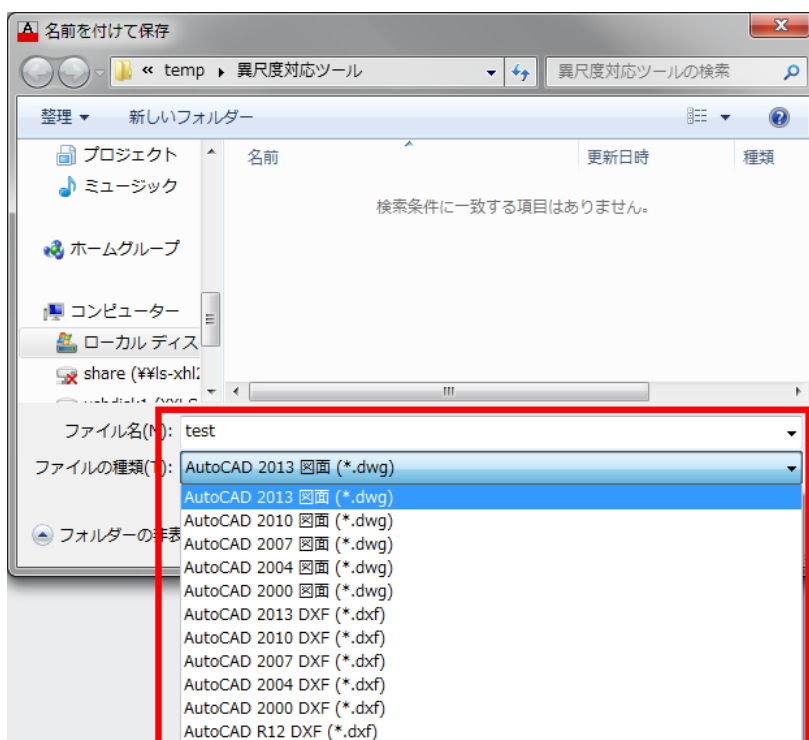 名前を付けて保存
« temp ▸ 異尺度対応ツール
異尺度対応ツールの検索
整理 ▼ 新しいフォルダー
プロジェクト
ミュージック
ホームグループ
コンピューター
ローカル ディス
share (¥¥ls-xhl2
名前 更新日時 種類
検索条件に一致する項目はありません。
ファイル名(N): test
ファイルの種類(T): AutoCAD 2013 図面 (*.dwg)
AutoCAD 2013 図面 (*.dwg)
AutoCAD 2010 図面 (*.dwg)
AutoCAD 2007 図面 (*.dwg)
AutoCAD 2004 図面 (*.dwg)
AutoCAD 2000 図面 (*.dwg)
AutoCAD 2013 DXF (*.dxf)
AutoCAD 2010 DXF (*.dxf)
AutoCAD 2007 DXF (*.dxf)
AutoCAD 2004 DXF (*.dxf)
AutoCAD 2000 DXF (*.dxf)
AutoCAD R12 DXF (*.dxf)
フォルダーの非表